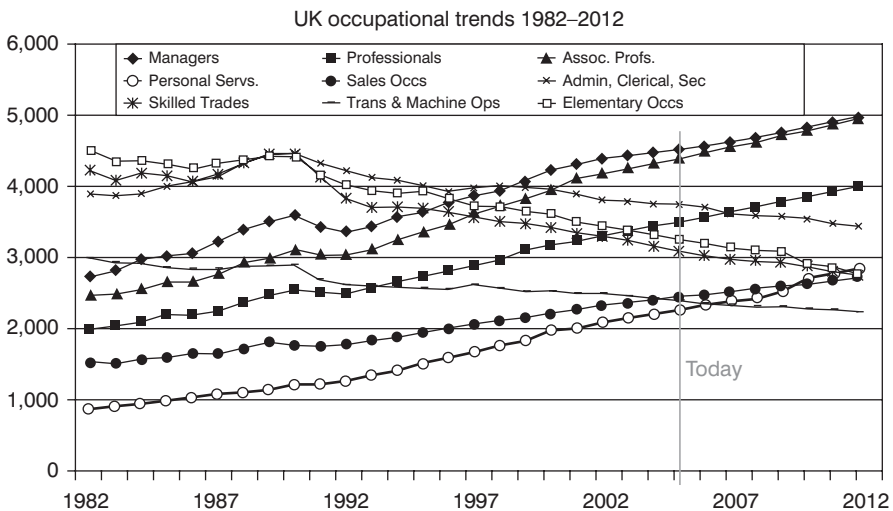 UK occupational trends 1982–2012
6,000
Managers Professionals Assoc. Profs.
Personal Servs. Sales Occs Admin, Clerical, Sec
Skilled Trades Trans & Machine Ops Elementary Occs
5,000
4,000
3,000
2,000
Today
1,000
0
1982 1987 1992 1997 2002 2007 2012